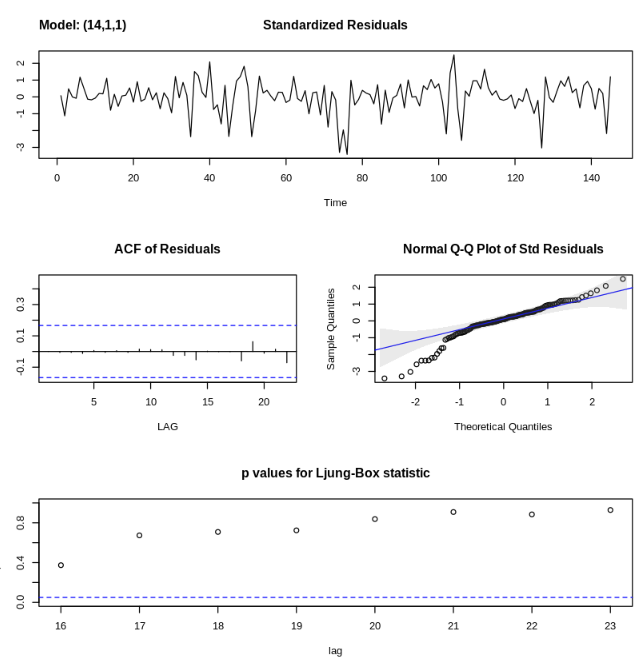 Model: (14,1,1) Standardized Residuals
2
1
0
-1
-3
0 20 40 60 80 100 120 140
Time
ACF of Residuals
0.3
0.1
-0.1
5 10 15 20
LAG
Normal Q-Q Plot of Std Residuals
Sample Quantiles
2
1
0
-1
-3
-2 -1 0 1 2
Theoretical Quantiles
p values for Ljung-Box statistic
0.8
0.4
0.0
16 17 18 19 20 21 22 23
lag